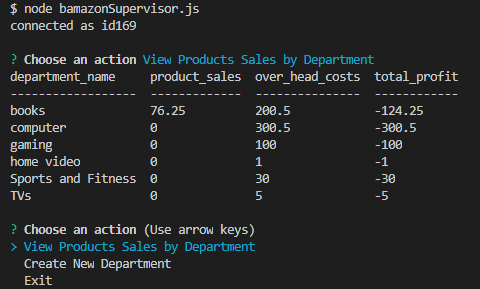 $ node bamazonSupervisor.js
connected as id169
? Choose an action View Products Sales by Department
department_name    product_sales  over_head_costs  total_profit
------------------  -------------  ---------------  ------------
books               76.25          200.5            -124.25
computer            0              300.5            -300.5
gaming              0              100              -100
home video          0              1                -1
Sports and Fitness  0              30               -30
TVs                 0              5                -5
? Choose an action (Use arrow keys)
> View Products Sales by Department
  Create New Department
  Exit